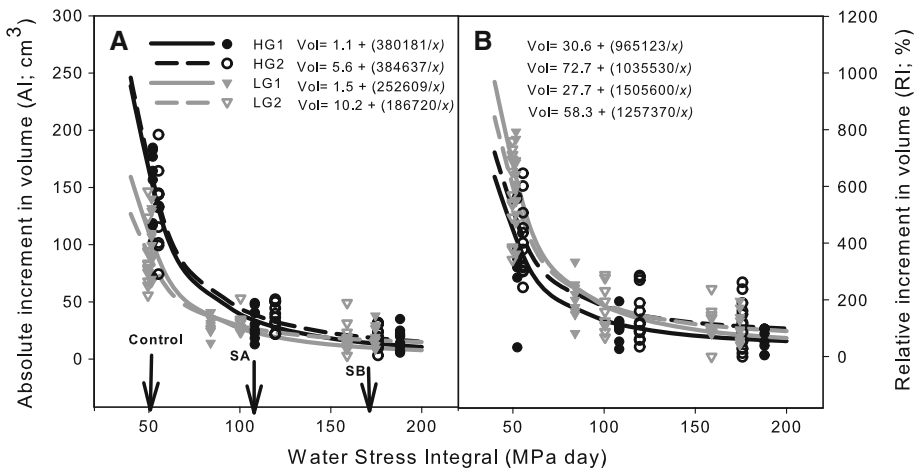 300
250
200
150
100
50
0
Absolute increment in volume (AI; cm³)
A
HG1 Vol= 1.1 + (380181/x)
HG2 Vol= 5.6 + (384637/x)
LG1 Vol= 1.5 + (252609/x)
LG2 Vol= 10.2 + (186720/x)
Control
SA
SB
50 100 150 200
B
Vol= 30.6 + (965123/x)
Vol= 72.7 + (1035530/x)
Vol= 27.7 + (1505600/x)
Vol= 58.3 + (1257370/x)
50 100 150 200
1200
1000
800
600
400
200
0
Relative increment in volume (RI; %)
Water Stress Integral (MPa day)